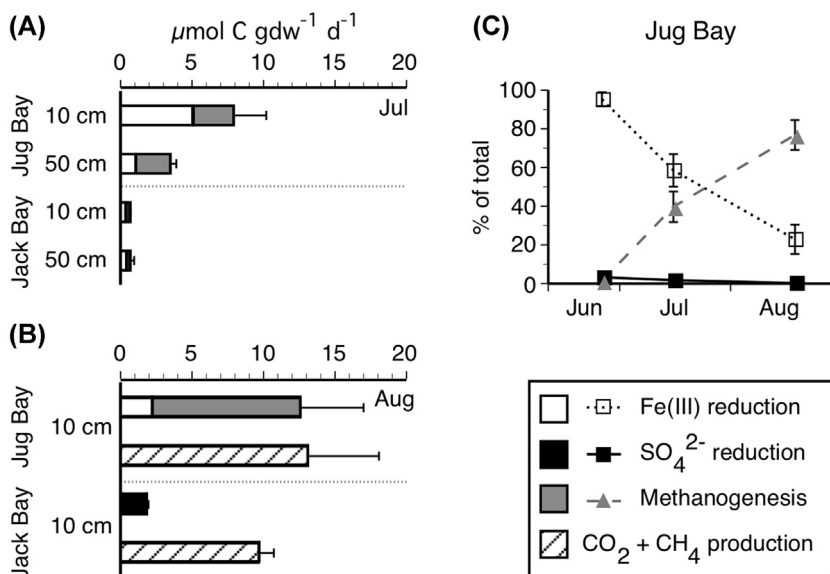 (A)
µmol C gdw⁻¹ d⁻¹
0 5 10 15 20
Jul
Jug Bay
10 cm
50 cm
Jack Bay
10 cm
50 cm
(B)
0 5 10 15 20
Aug
Jug Bay
10 cm
Jack Bay
10 cm
(C)
Jug Bay
% of total
100
80
60
40
20
0
Jun Jul Aug
Fe(III) reduction
SO₄²⁻ reduction
Methanogenesis
CO₂ + CH₄ production